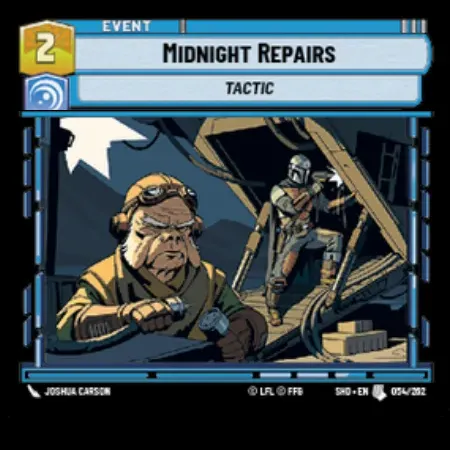 EVENT
2
MIDNIGHT REPAIRS
TACTIC
JOSHUA CARSON
© LFL © FFG
SHD • EN
054/262